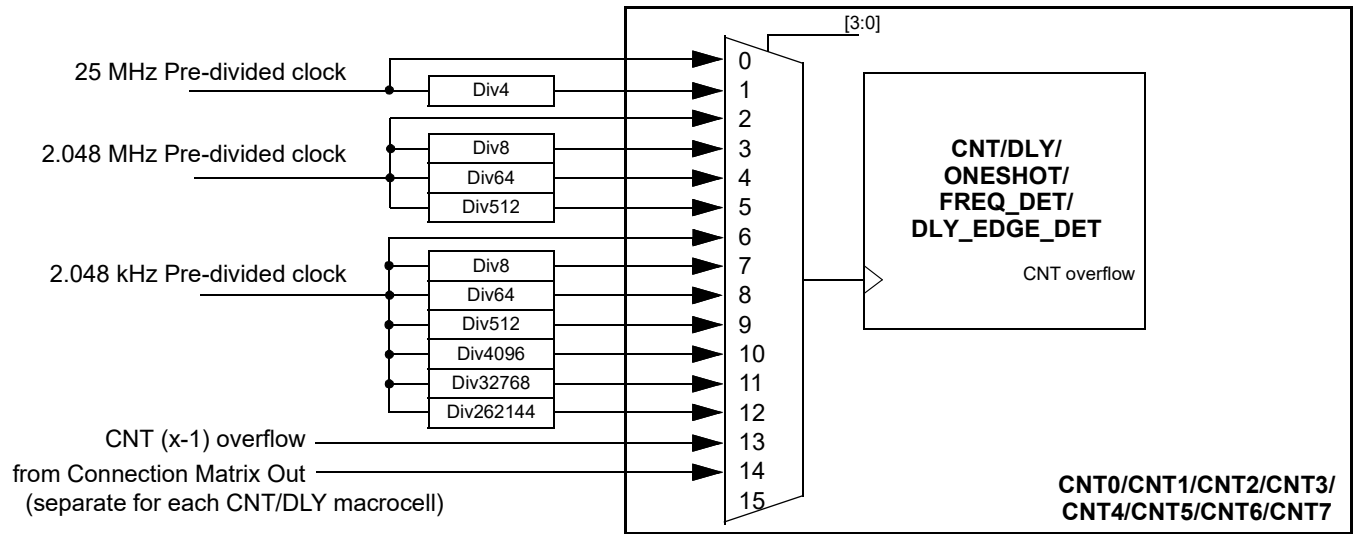 [3:0]
25 MHz Pre-divided clock
Div4
2.048 MHz Pre-divided clock
Div8
Div64
Div512
2.048 kHz Pre-divided clock
Div8
Div64
Div512
Div4096
Div32768
Div262144
CNT (x-1) overflow
from Connection Matrix Out
(separate for each CNT/DLY macrocell)
0
1
2
3
4
5
6
7
8
9
10
11
12
13
14
15
CNT/DLY/
ONESHOT/
FREQ_DET/
DLY_EDGE_DET
CNT overflow
CNT0/CNT1/CNT2/CNT3/
CNT4/CNT5/CNT6/CNT7